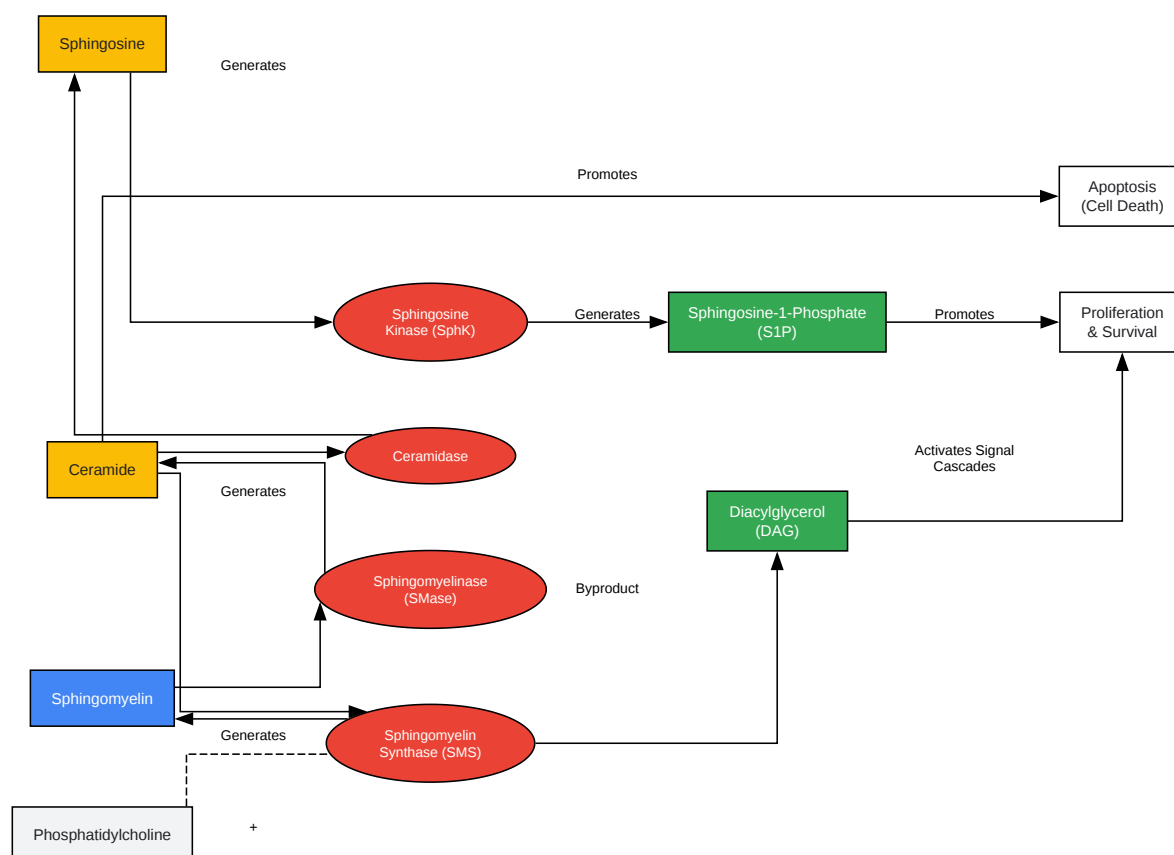 Sphingosine
Generates
Promotes
Apoptosis
(Cell Death)
Sphingosine
Kinase (SphK)
Generates
Sphingosine-1-Phosphate
(S1P)
Promotes
Proliferation
& Survival
Ceramide
Ceramidase
Generates
Activates Signal
Cascades
Diacylglycerol
(DAG)
Sphingomyelinase
(SMase)
Byproduct
Sphingomyelin
Generates
Sphingomyelin
Synthase (SMS)
Phosphatidylcholine
+